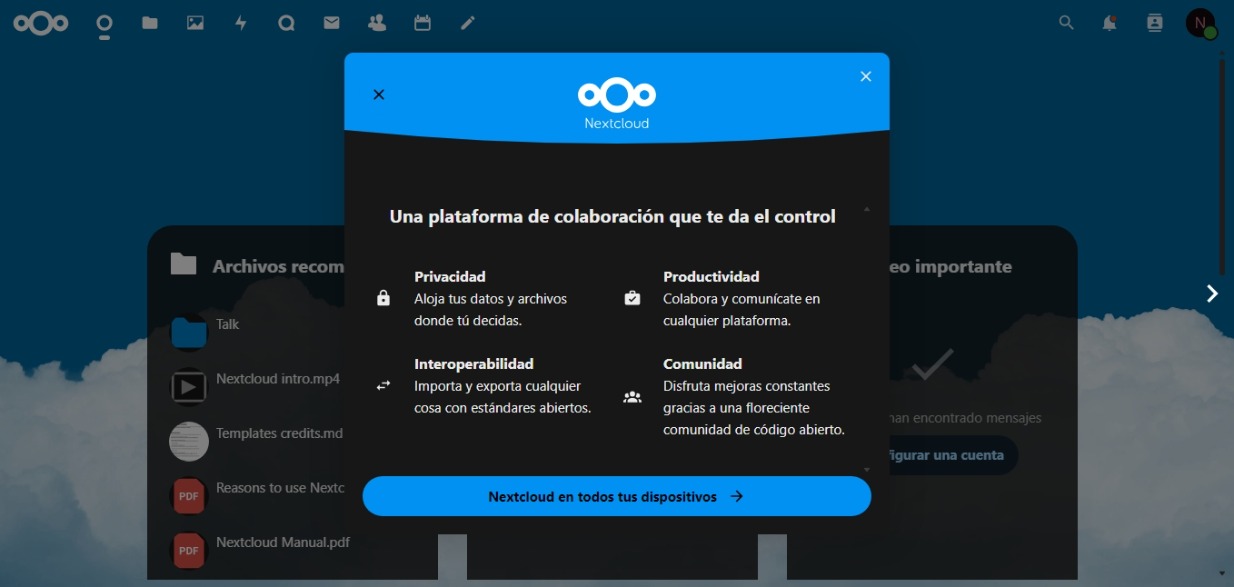 N
Nextcloud
Una plataforma de colaboración que te da el control
Privacidad
Aloja tus datos y archivos
donde tú decidas.
Productividad
Colabora y comunícate en
cualquier plataforma.
Interoperabilidad
Importa y exporta cualquier
cosa con estándares abiertos.
Comunidad
Disfruta mejoras constantes
gracias a una floreciente
comunidad de código abierto.
Nextcloud en todos tus dispositivos
Archivos recom
Talk
Nextcloud intro.mp4
Templates credits.md
PDF
Reasons to use Nextc
PDF
Nextcloud Manual.pdf
eo importante
han encontrado mensajes
figurar una cuenta